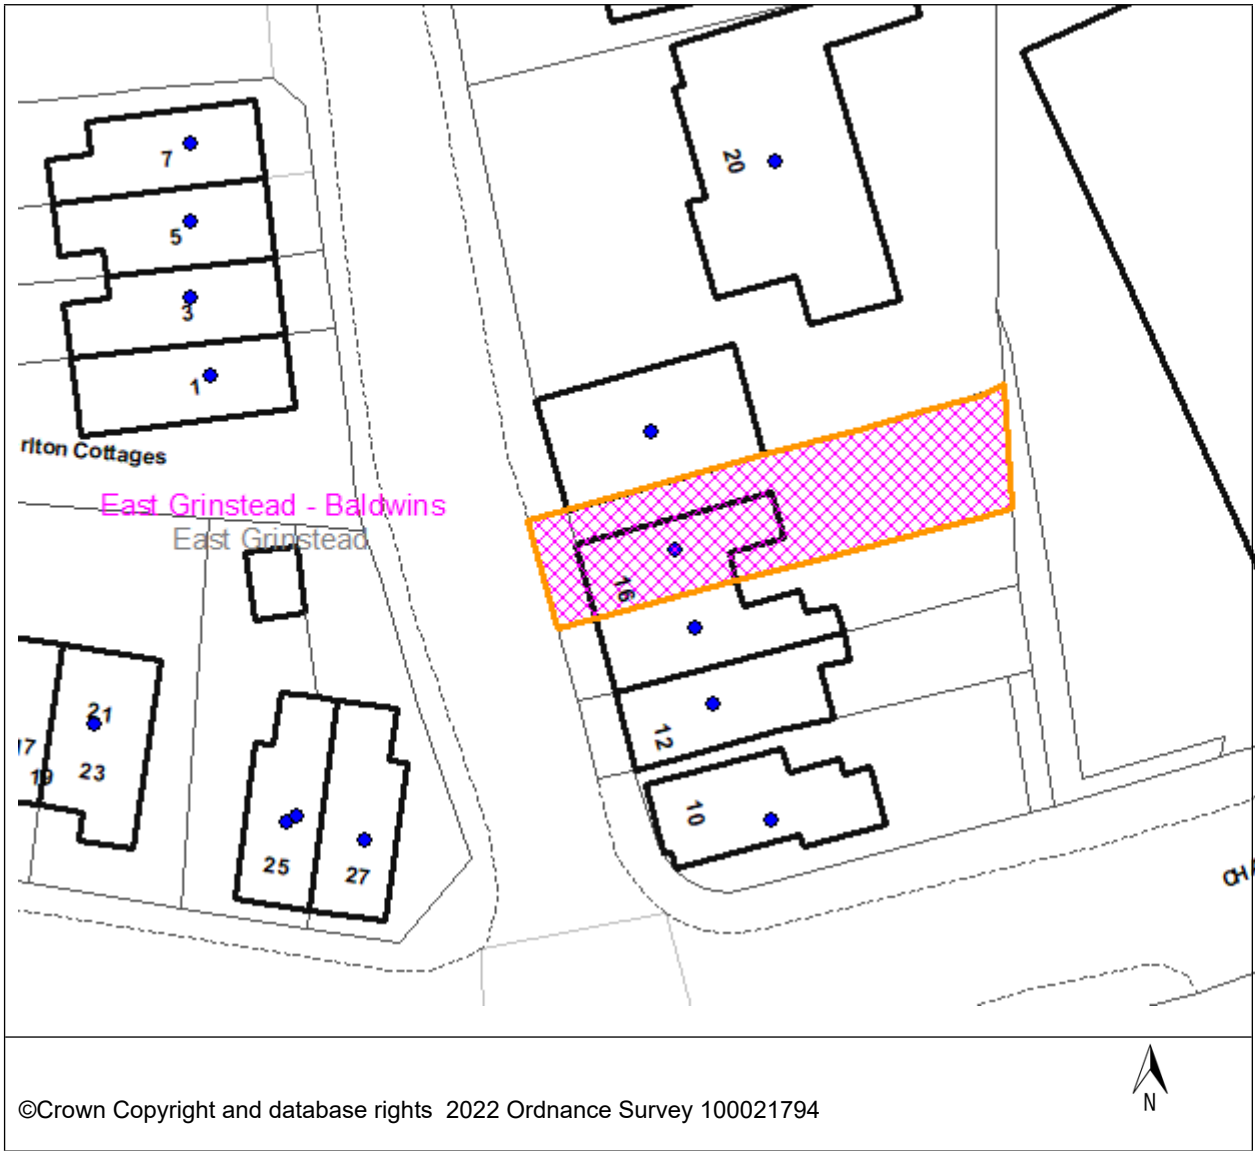 20
7
5
3
1
rlton Cottages
East Grinstead - Baldwins
East Grinstead
16
21
17
19
23
12
10
25
27
CHA
N
©Crown Copyright and database rights 2022 Ordnance Survey 100021794